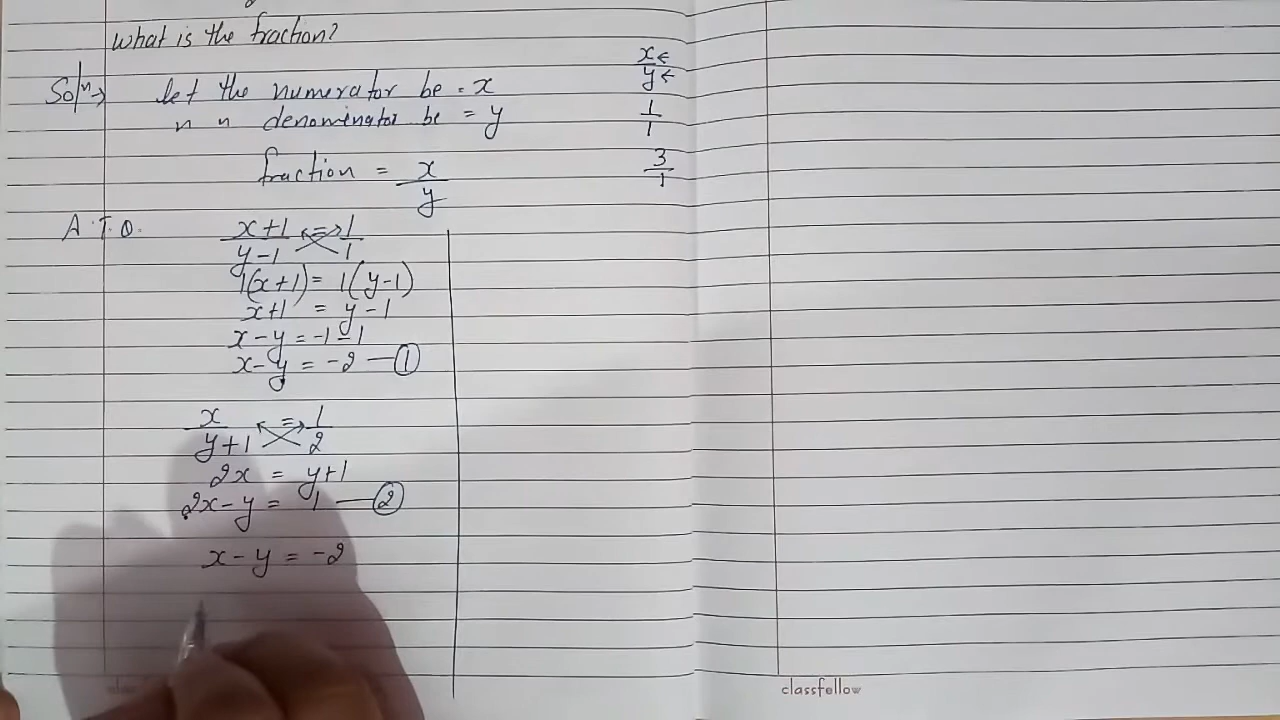 What is the fraction?
Solⁿ→ let the numerator be = x
n n denominator be = y
fraction = x/y
x/y
1/1
3/1
A.T.Q. x+1/y-1 = 1/1
1(x+1) = 1(y-1)
x+1 = y-1
x-y = -1-1
x-y = -2 —①
x/y+1 = 1/2
2x = y+1
2x-y = 1 —②
x-y = -2
classfellow